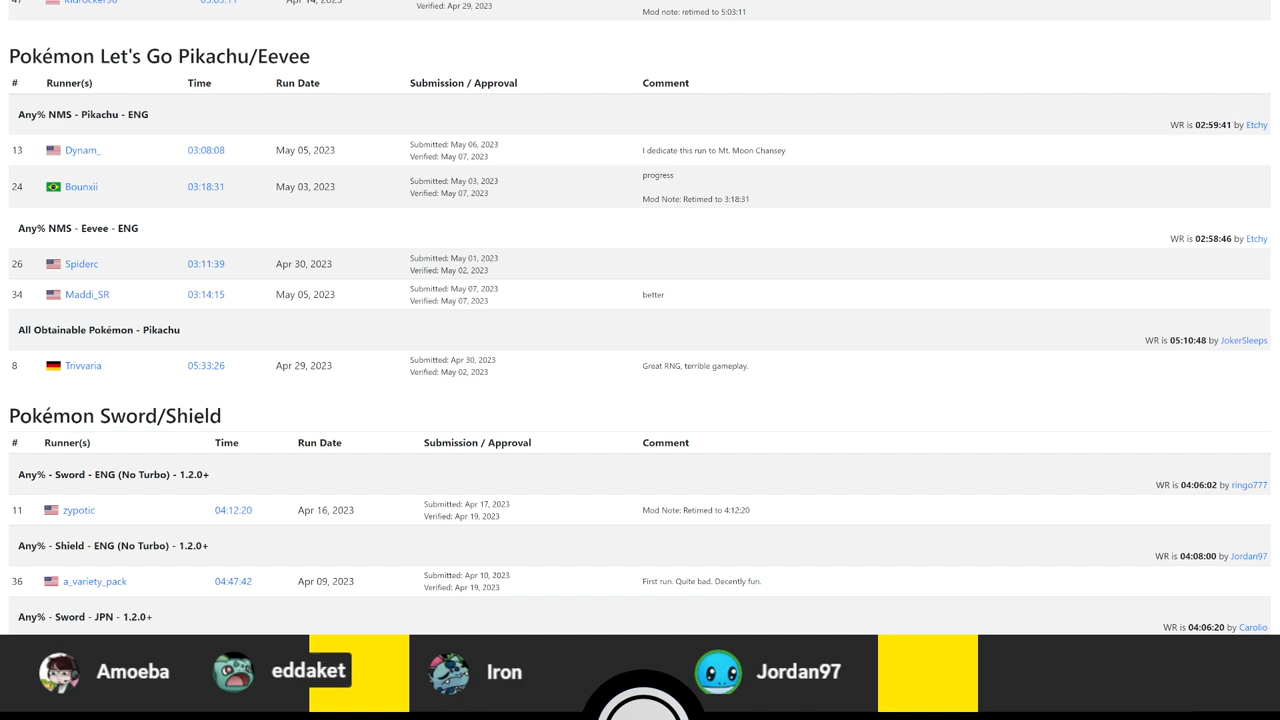 47 Kidrocker96 05:03:11 Apr 14, 2023 Verified: Apr 29, 2023
Mod note: retimed to 5:03:11
Pokémon Let's Go Pikachu/Eevee
# Runner(s) Time Run Date Submission / Approval Comment
Any% NMS - Pikachu - ENG
WR is 02:59:41 by Etchy
13 Dynam_ 03:08:08 May 05, 2023 Submitted: May 06, 2023 I dedicate this run to Mt. Moon Chansey
Verified: May 07, 2023
progress
24 Bounxii 03:18:31 May 03, 2023 Submitted: May 03, 2023
Verified: May 07, 2023
Mod Note: Retimed to 3:18:31
Any% NMS - Eevee - ENG
WR is 02:58:46 by Etchy
26 Spiderc 03:11:39 Apr 30, 2023 Submitted: May 01, 2023
Verified: May 02, 2023
34 Maddi_SR 03:14:15 May 05, 2023 Submitted: May 07, 2023 better
Verified: May 07, 2023
All Obtainable Pokémon - Pikachu
WR is 05:10:48 by JokerSleeps
8 Trivvaria 05:33:26 Apr 29, 2023 Submitted: Apr 30, 2023 Great RNG, terrible gameplay.
Verified: May 02, 2023
Pokémon Sword/Shield
# Runner(s) Time Run Date Submission / Approval Comment
Any% - Sword - ENG (No Turbo) - 1.2.0+
WR is 04:06:02 by ringo777
11 zypotic 04:12:20 Apr 16, 2023 Submitted: Apr 17, 2023 Mod Note: Retimed to 4:12:20
Verified: Apr 19, 2023
Any% - Shield - ENG (No Turbo) - 1.2.0+
WR is 04:08:00 by Jordan97
36 a_variety_pack 04:47:42 Apr 09, 2023 Submitted: Apr 10, 2023 First run. Quite bad. Decently fun.
Verified: Apr 19, 2023
Any% - Sword - JPN - 1.2.0+
WR is 04:06:20 by Carolio
Amoeba eddaket Iron Jordan97